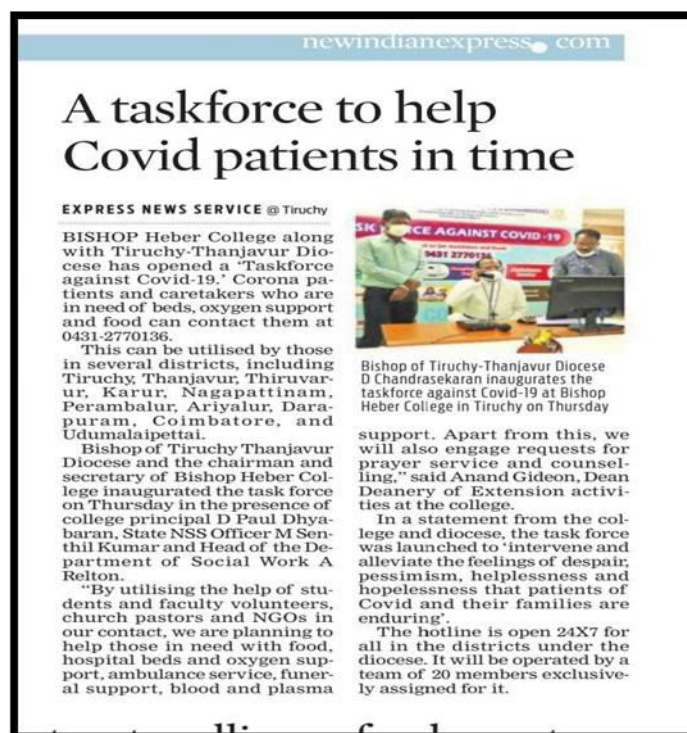 newindianexpress.com
A taskforce to help
Covid patients in time
EXPRESS NEWS SERVICE @ Tiruchy
BISHOP Heber College along
with Tiruchy-Thanjavur Dio-
cese has opened a ‘Taskforce
against Covid-19.’ Corona pa-
tients and caretakers who are
in need of beds, oxygen support
and food can contact them at
0431-2770136.
This can be utilised by those
in several districts, including
Tiruchy, Thanjavur, Thiruvar-
ur, Karur, Nagapattinam,
Perambalur, Ariyalur, Dara-
puram, Coimbatore, and
Udumalaipettai.
Bishop of Tiruchy Thanjavur
Diocese and the chairman and
secretary of Bishop Heber Col-
lege inaugurated the task force
on Thursday in the presence of
college principal D Paul Dhya-
baran, State NSS Officer M Sen-
thil Kumar and Head of the De-
partment of Social Work A
Relton.
“By utilising the help of stu-
dents and faculty volunteers,
church pastors and NGOs in
our contact, we are planning to
help those in need with food,
hospital beds and oxygen sup-
port, ambulance service, funer-
al support, blood and plasma
SK FORCE AGAINST COVID -19
0431 2770136
Bishop of Tiruchy-Thanjavur Diocese
D Chandrasekaran inaugurates the
taskforce against Covid-19 at Bishop
Heber College in Tiruchy on Thursday
support. Apart from this, we
will also engage requests for
prayer service and counsel-
ling,” said Anand Gideon, Dean
Deanery of Extension activi-
ties at the college.
In a statement from the col-
lege and diocese, the task force
was launched to ‘intervene and
alleviate the feelings of despair,
pessimism, helplessness and
hopelessness that patients of
Covid and their families are
enduring’.
The hotline is open 24X7 for
all in the districts under the
diocese. It will be operated by a
team of 20 members exclusive-
ly assigned for it.